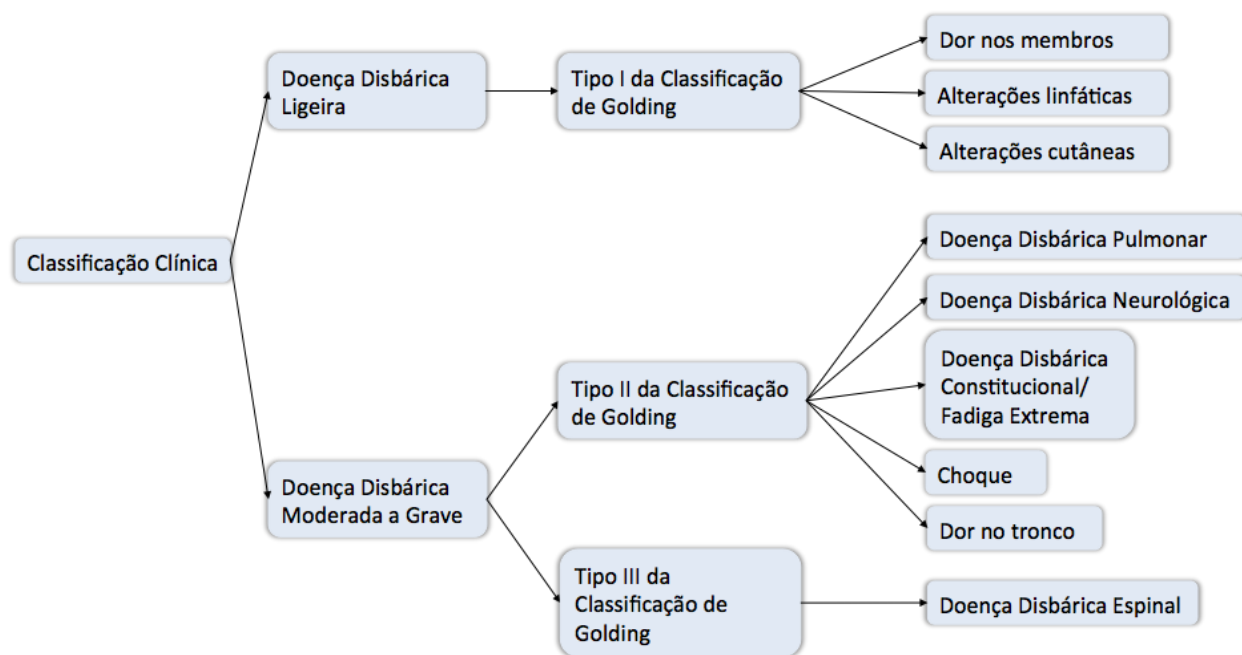 Classificação Clínica
Doença Disbárica
Ligeira
Tipo I da Classificação
de Golding
Dor nos membros
Alterações linfáticas
Alterações cutâneas
Doença Disbárica
Moderada a Grave
Tipo II da Classificação
de Golding
Doença Disbárica Pulmonar
Doença Disbárica Neurológica
Doença Disbárica
Constitucional/
Fadiga Extrema
Choque
Dor no tronco
Tipo III da
Classificação de
Golding
Doença Disbárica Espinal